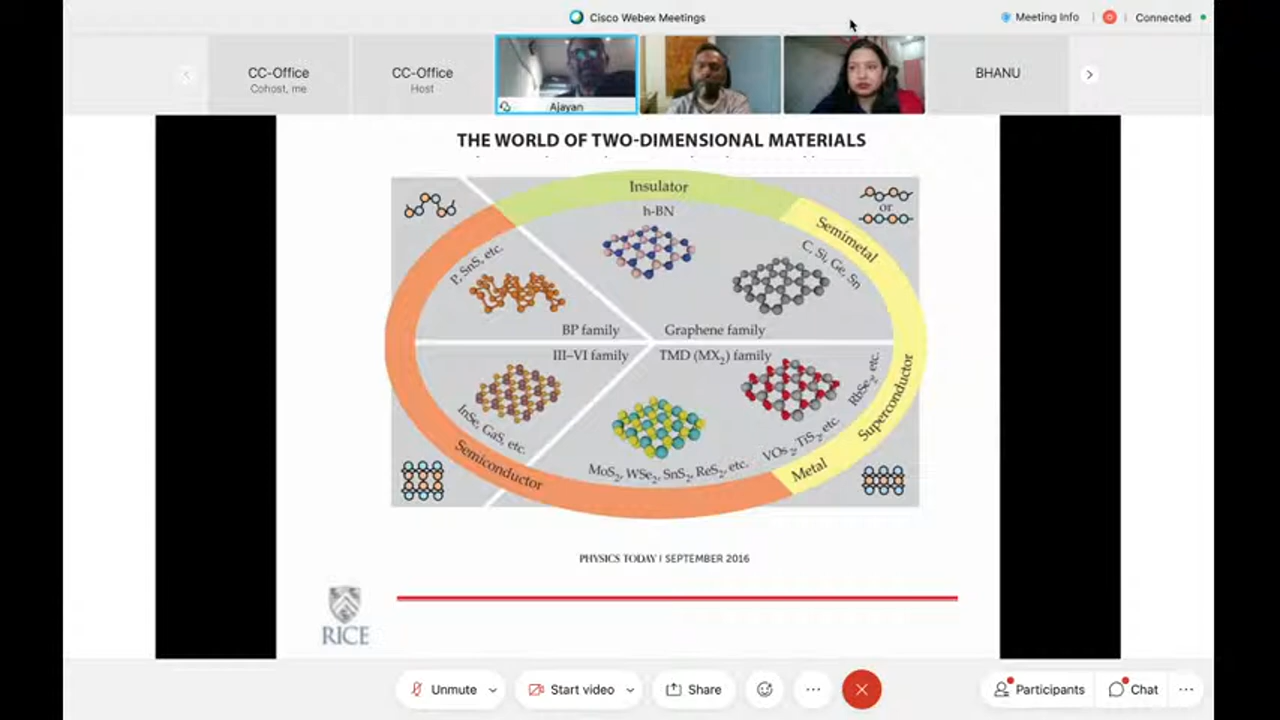 Cisco Webex Meetings
Meeting Info
Connected
CC-Office
Cohost, me
CC-Office
Host
Ajayan
BHANU
THE WORLD OF TWO-DIMENSIONAL MATERIALS
Insulator
h-BN
or
Semimetal
C, Si, Ge, Sn
P, SnS, etc.
BP family
Graphene family
III–VI family
TMD (MX₂) family
RbSe₂, etc.
Superconductor
InSe, GaS, etc.
VOs₂, TiS₂, etc.
MoS₂, WSe₂, SnS₂, ReS₂, etc.
Metal
Semiconductor
PHYSICS TODAY | SEPTEMBER 2016
RICE
Unmute
Start video
Share
Participants
Chat